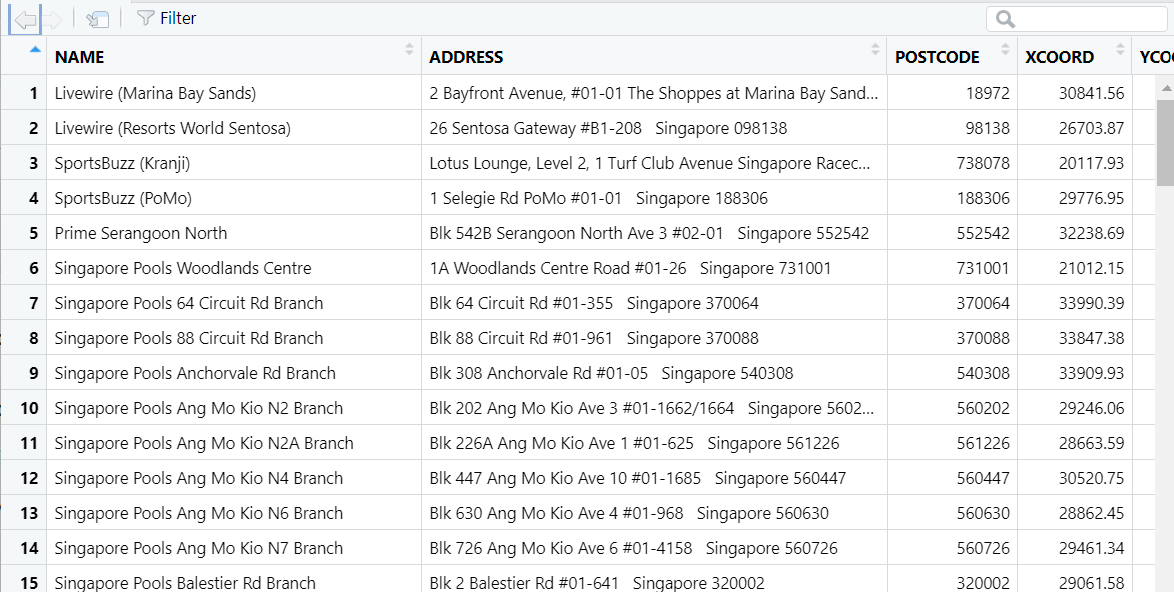 Filter
NAME ADDRESS POSTCODE XCOORD YCOO
1 Livewire (Marina Bay Sands) 2 Bayfront Avenue, #01-01 The Shoppes at Marina Bay Sand... 18972 30841.56
2 Livewire (Resorts World Sentosa) 26 Sentosa Gateway #B1-208 Singapore 098138 98138 26703.87
3 SportsBuzz (Kranji) Lotus Lounge, Level 2, 1 Turf Club Avenue Singapore Racec... 738078 20117.93
4 SportsBuzz (PoMo) 1 Selegie Rd PoMo #01-01 Singapore 188306 188306 29776.95
5 Prime Serangoon North Blk 542B Serangoon North Ave 3 #02-01 Singapore 552542 552542 32238.69
6 Singapore Pools Woodlands Centre 1A Woodlands Centre Road #01-26 Singapore 731001 731001 21012.15
7 Singapore Pools 64 Circuit Rd Branch Blk 64 Circuit Rd #01-355 Singapore 370064 370064 33990.39
8 Singapore Pools 88 Circuit Rd Branch Blk 88 Circuit Rd #01-961 Singapore 370088 370088 33847.38
9 Singapore Pools Anchorvale Rd Branch Blk 308 Anchorvale Rd #01-05 Singapore 540308 540308 33909.93
10 Singapore Pools Ang Mo Kio N2 Branch Blk 202 Ang Mo Kio Ave 3 #01-1662/1664 Singapore 5602... 560202 29246.06
11 Singapore Pools Ang Mo Kio N2A Branch Blk 226A Ang Mo Kio Ave 1 #01-625 Singapore 561226 561226 28663.59
12 Singapore Pools Ang Mo Kio N4 Branch Blk 447 Ang Mo Kio Ave 10 #01-1685 Singapore 560447 560447 30520.75
13 Singapore Pools Ang Mo Kio N6 Branch Blk 630 Ang Mo Kio Ave 4 #01-968 Singapore 560630 560630 28862.45
14 Singapore Pools Ang Mo Kio N7 Branch Blk 726 Ang Mo Kio Ave 6 #01-4158 Singapore 560726 560726 29461.34
15 Singapore Pools Balestier Rd Branch Blk 2 Balestier Rd #01-641 Singapore 320002 320002 29061.58